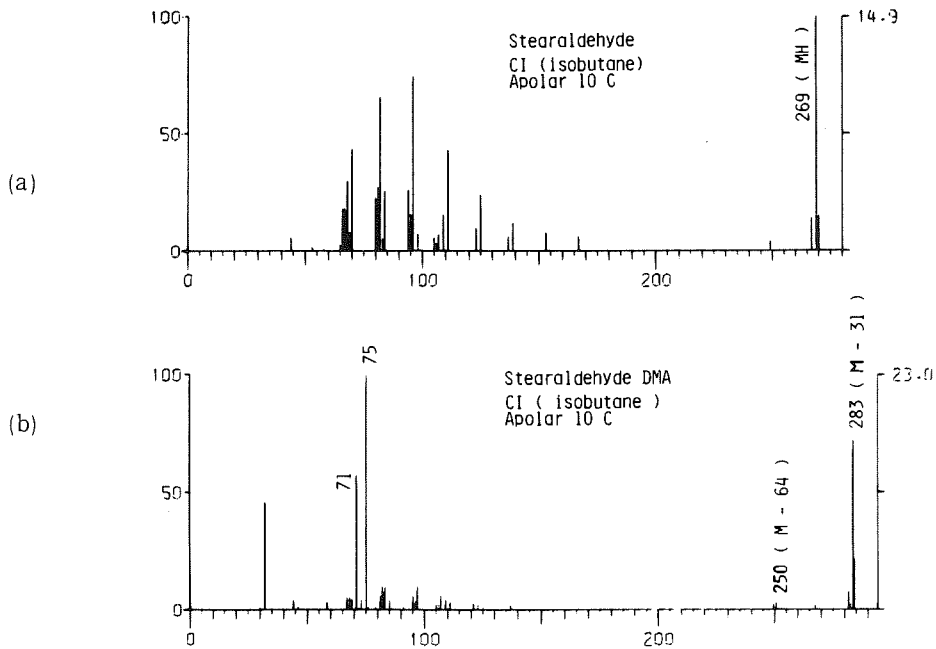 (a)
100
50
0
0
100
200
Stearaldehyde
CI (isobutane)
Apolar 10 C
269 ( MH )
14.9
(b)
100
50
0
0
100
200
71
75
Stearaldehyde DMA
CI ( isobutane )
Apolar 10 C
250 ( M - 64 )
283 ( M - 31 )
23.0